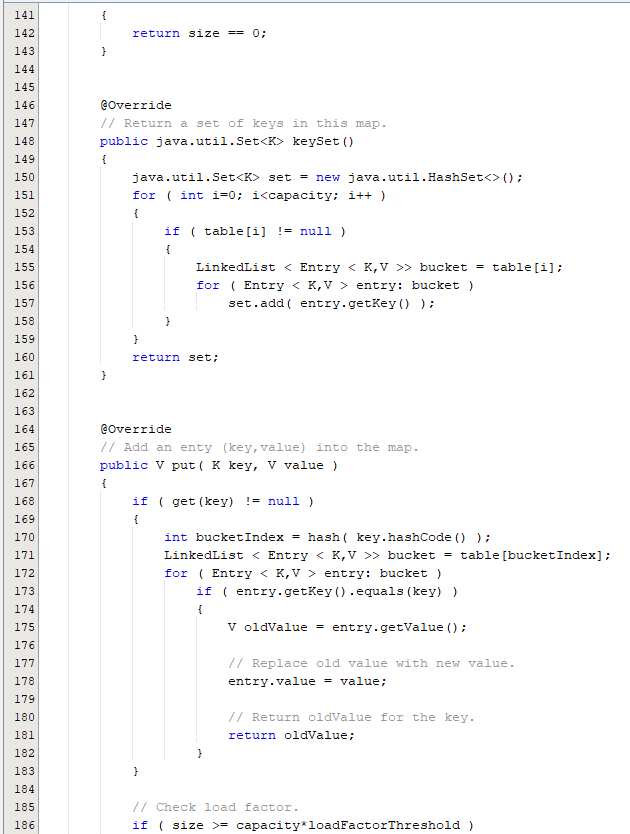 141 {
142 return size == 0;
143 }
144
145
146 @Override
147 // Return a set of keys in this map.
148 public java.util.Set<K> keySet()
149 {
150 java.util.Set<K> set = new java.util.HashSet<>();
151 for ( int i=0; i<capacity; i++ )
152 {
153 if ( table[i] != null )
154 {
155 LinkedList < Entry < K,V >> bucket = table[i];
156 for ( Entry < K,V > entry: bucket )
157 set.add( entry.getKey() );
158 }
159 }
160 return set;
161 }
162
163
164 @Override
165 // Add an enty (key,value) into the map.
166 public V put( K key, V value )
167 {
168 if ( get(key) != null )
169 {
170 int bucketIndex = hash( key.hashCode() );
171 LinkedList < Entry < K,V >> bucket = table[bucketIndex];
172 for ( Entry < K,V > entry: bucket )
173 if ( entry.getKey().equals(key) )
174 {
175 V oldValue = entry.getValue();
176
177 // Replace old value with new value.
178 entry.value = value;
179
180 // Return oldValue for the key.
181 return oldValue;
182 }
183 }
184
185 // Check load factor.
186 if ( size >= capacity*loadFactorThreshold )